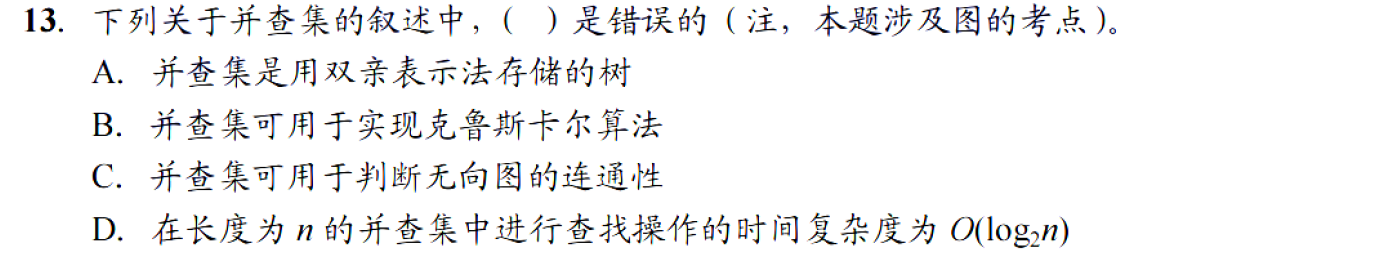 13. 下列关于并查集的叙述中，（ ）是错误的（注，本题涉及图的考点）。
A. 并查集是用双亲表示法存储的树
B. 并查集可用于实现克鲁斯卡尔算法
C. 并查集可用于判断无向图的连通性
D. 在长度为 n 的并查集中进行查找操作的时间复杂度为 O(log₂n)